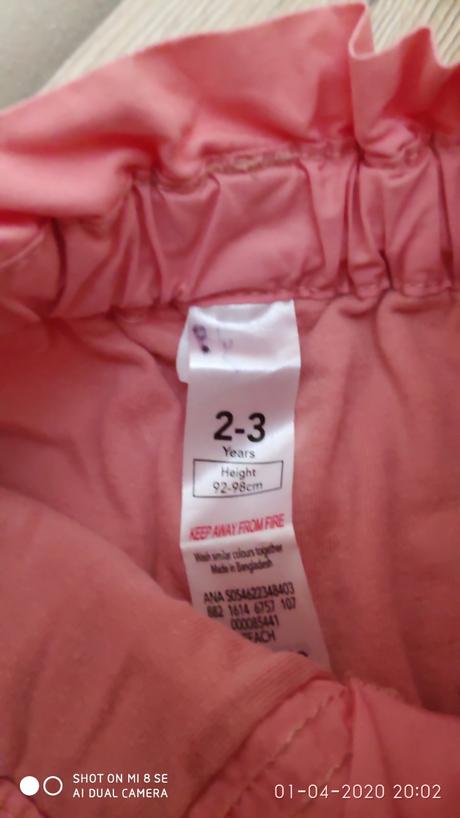 2-3
Years
Height
92-98cm
KEEP AWAY FROM FIRE
Wash similar colours together
Made in Bangladesh
ANA 5054622348403
882 1614 6757 107
000085441
SHOT ON MI 8 SE
AI DUAL CAMERA
01-04-2020 20:02